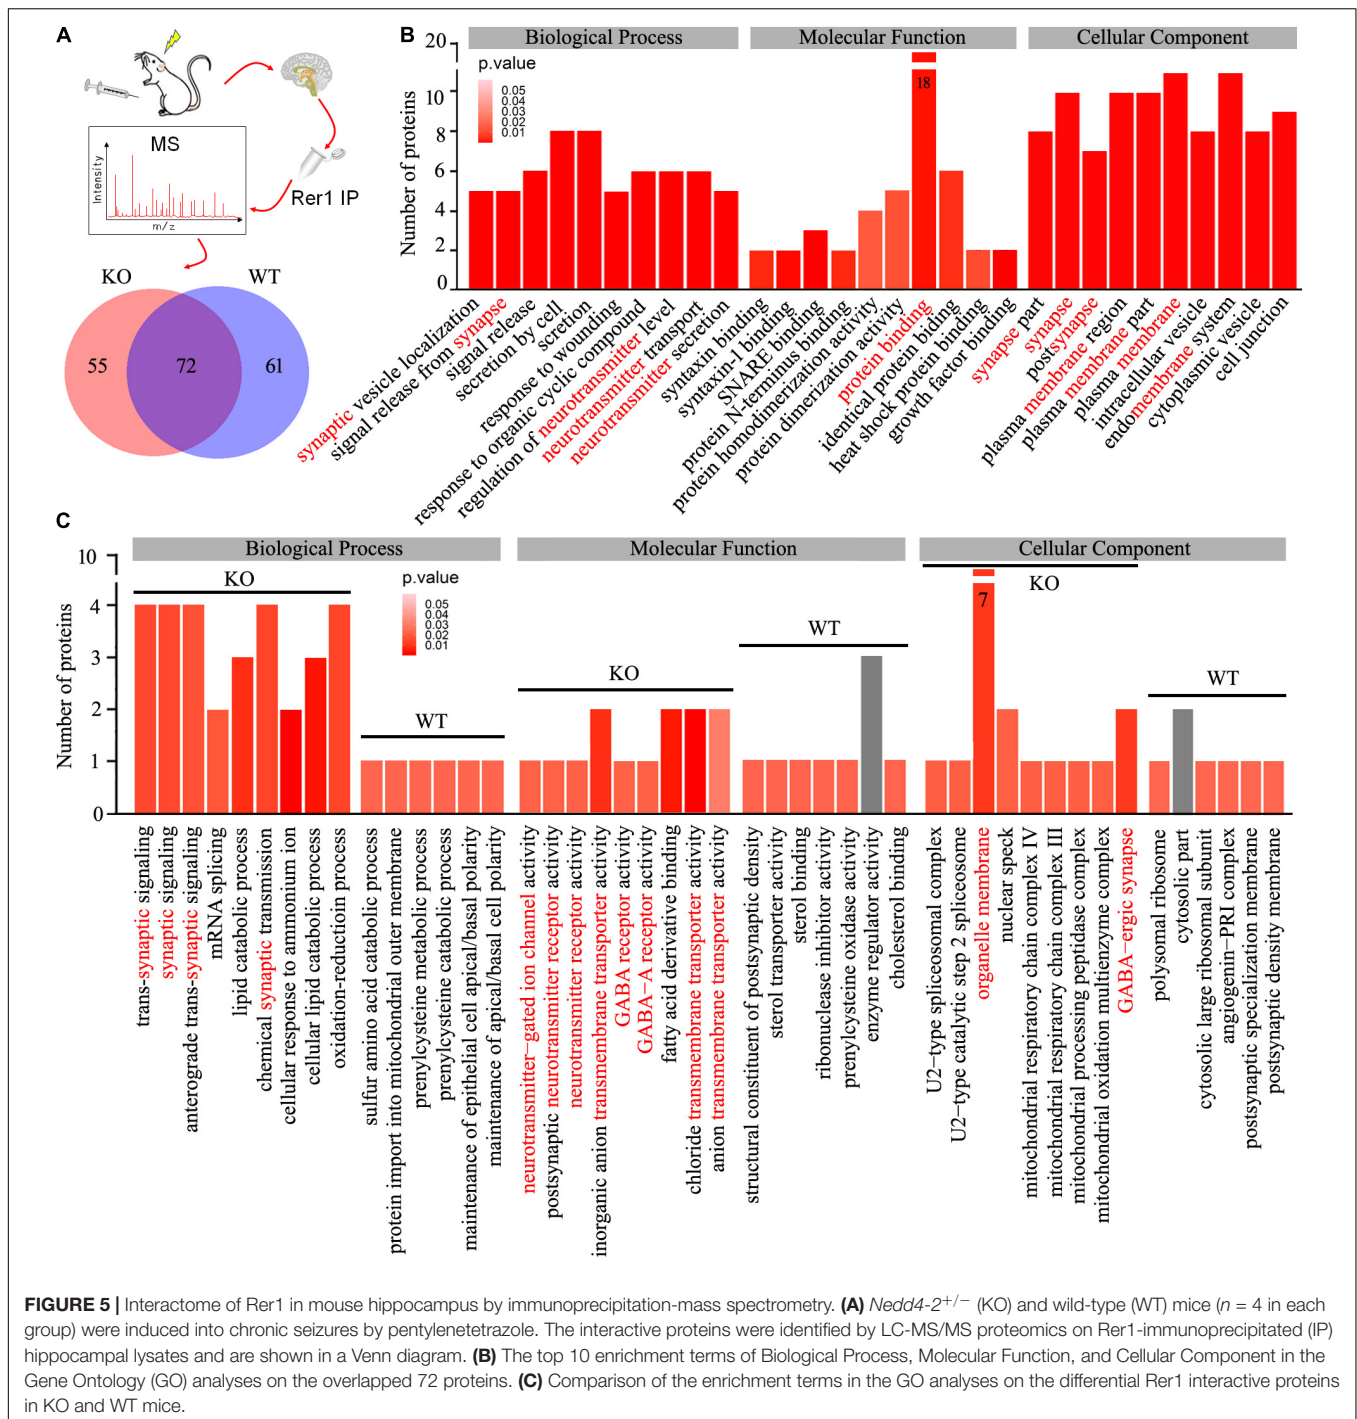 A
MS
Intensity
m/z
Rer1 IP
KO
WT
55
72
61
B
Biological Process
Molecular Function
Cellular Component
p.value
0.05
0.04
0.03
0.02
0.01
Number of proteins
20
10
8
6
4
2
0
18
synaptic vesicle localization
signal release from synapse
signal release
secretion by cell
scretion
response to wounding
response to organic cyclic compound
regulation of neurotransmitter level
neurotransmitter transport
neurotransmitter secretion
syntaxin binding
syntaxin-1 binding
SNARE binding
protein N-terminus binding
protein homodimerization activity
protein dimerization activity
protein binding
identical protein biding
heat shock protein binding
growth factor binding
synapse part
synapse
postsynapse
plasma membrane region
plasma membrane part
plasma membrane
intracellular vesicle
endomembrane system
cytoplasmic vesicle
cell junction
C
Biological Process
Molecular Function
Cellular Component
KO
WT
KO
WT
KO
WT
p.value
0.05
0.04
0.03
0.02
0.01
Number of proteins
10
4
3
2
1
0
7
trans-synaptic signaling
synaptic signaling
anterograde trans-synaptic signaling
mRNA splicing
lipid catabolic process
chemical synaptic transmission
cellular response to ammonium ion
cellular lipid catabolic process
oxidation-reduction process
sulfur amino acid catabolic process
protein import into mitochondrial outer membrane
prenylcysteine metabolic process
prenylcysteine catabolic process
maintenance of epithelial cell apical/basal polarity
maintenance of apical/basal cell polarity
neurotransmitter−gated ion channel activity
postsynaptic neurotransmitter receptor activity
neurotransmitter receptor activity
inorganic anion transmembrane transporter activity
GABA receptor activity
GABA−A receptor activity
fatty acid derivative binding
chloride transmembrane transporter activity
anion transmembrane transporter activity
structural constituent of postsynaptic density
sterol transporter activity
sterol binding
ribonuclease inhibitor activity
prenylcysteine oxidase activity
enzyme regulator activity
cholesterol binding
U2−type spliceosomal complex
U2−type catalytic step 2 spliceosome
organelle membrane
nuclear speck
mitochondrial respiratory chain complex IV
mitochondrial respiratory chain complex III
mitochondrial processing peptidase complex
mitochondrial oxidation multienzyme complex
GABA−ergic synapse
polysomal ribosome
cytosolic part
cytosolic large ribosomal subunit
angiogenin−PRI complex
postsynaptic specialization membrane
postsynaptic density membrane
FIGURE 5 | Interactome of Rer1 in mouse hippocampus by immunoprecipitation-mass spectrometry. (A) Nedd4-2+/− (KO) and wild-type (WT) mice (n = 4 in each
group) were induced into chronic seizures by pentylenetetrazole. The interactive proteins were identified by LC-MS/MS proteomics on Rer1-immunoprecipitated (IP)
hippocampal lysates and are shown in a Venn diagram. (B) The top 10 enrichment terms of Biological Process, Molecular Function, and Cellular Component in the
Gene Ontology (GO) analyses on the overlapped 72 proteins. (C) Comparison of the enrichment terms in the GO analyses on the differential Rer1 interactive proteins
in KO and WT mice.